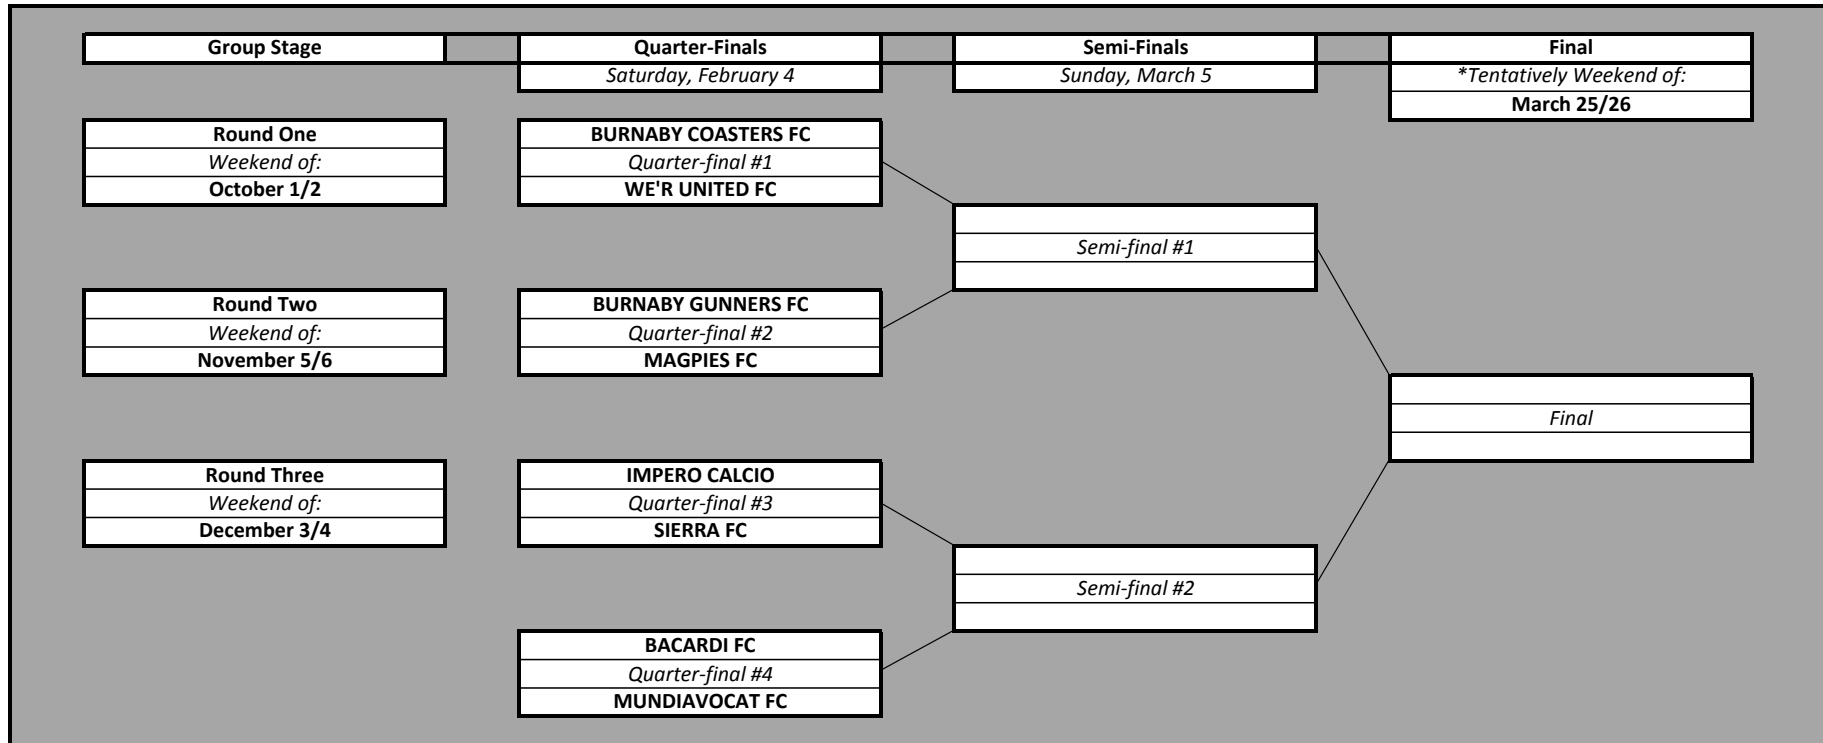 Group Stage
Quarter-Finals
Saturday, February 4
Semi-Finals
Sunday, March 5
Final
*Tentatively Weekend of:
March 25/26
Round One
Weekend of:
October 1/2
Round Two
Weekend of:
November 5/6
Round Three
Weekend of:
December 3/4
BURNABY COASTERS FC
Quarter-final #1
WE'R UNITED FC
BURNABY GUNNERS FC
Quarter-final #2
MAGPIES FC
IMPERO CALCIO
Quarter-final #3
SIERRA FC
BACARDI FC
Quarter-final #4
MUNDIAVOCAT FC
Semi-final #1
Semi-final #2
Final